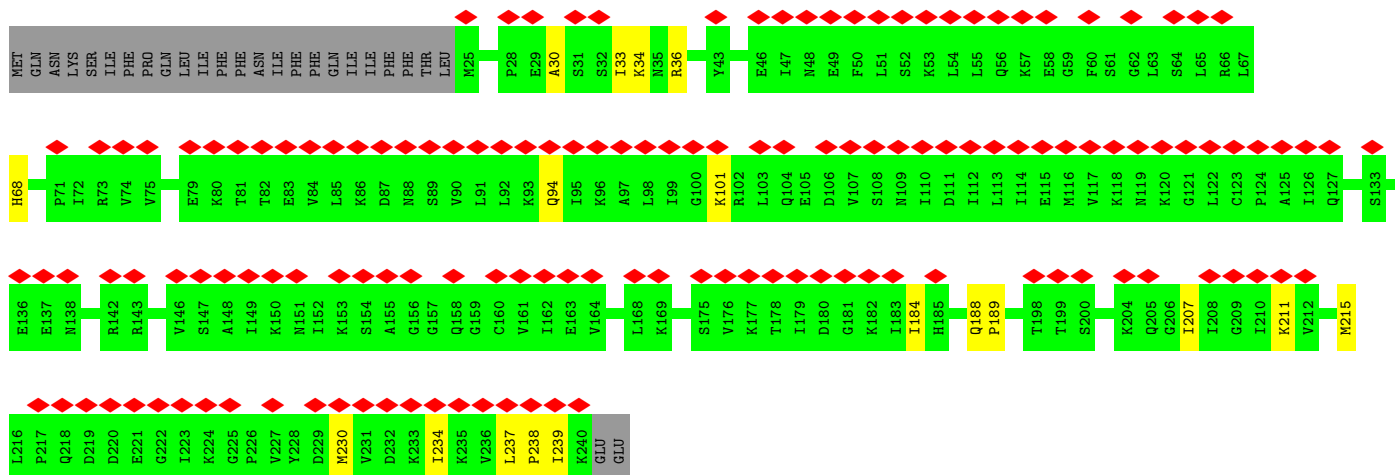 MET GLN ASN LYS SER ILE PHE PRO GLN LEU ILE PHE PHE ASN ILE PHE PHE GLN ILE ILE PHE PHE THR LEU M25 P28 E29 A30 S31 S32 I33 K34 N35 R36 Y43 E46 I47 N48 E49 F50 L51 S52 K53 L54 L55 Q56 K57 E58 G59 F60 S61 G62 L63 S64 L65 R66 L67
H68 P71 I72 R73 V74 V75 E79 K80 T81 T82 E83 V84 L85 K86 D87 N88 S89 V90 L91 L92 K93 Q94 I95 K96 A97 L98 I99 G100 K101 R102 L103 Q104 E105 D106 V107 S108 N109 I110 D111 I112 L113 I114 E115 M116 V117 K118 N119 K120 G121 L122 C123 P124 A125 I126 Q127 S133
E136 E137 N138 R142 R143 V146 S147 A148 I149 K150 N151 I152 K153 S154 A155 G156 G157 Q158 G159 C160 V161 I162 E163 V164 L168 K169 S175 V176 K177 T178 I179 D180 G181 K182 I183 I184 H185 Q188 P189 T198 T199 S200 K204 Q205 G206 I207 I208 G209 I210 K211 V212 M215
L216 P217 Q218 D219 D220 E221 G222 I223 K224 G225 P226 V227 Y228 D229 M230 V231 D232 K233 I234 K235 V236 L237 P238 I239 K240 GLU GLU